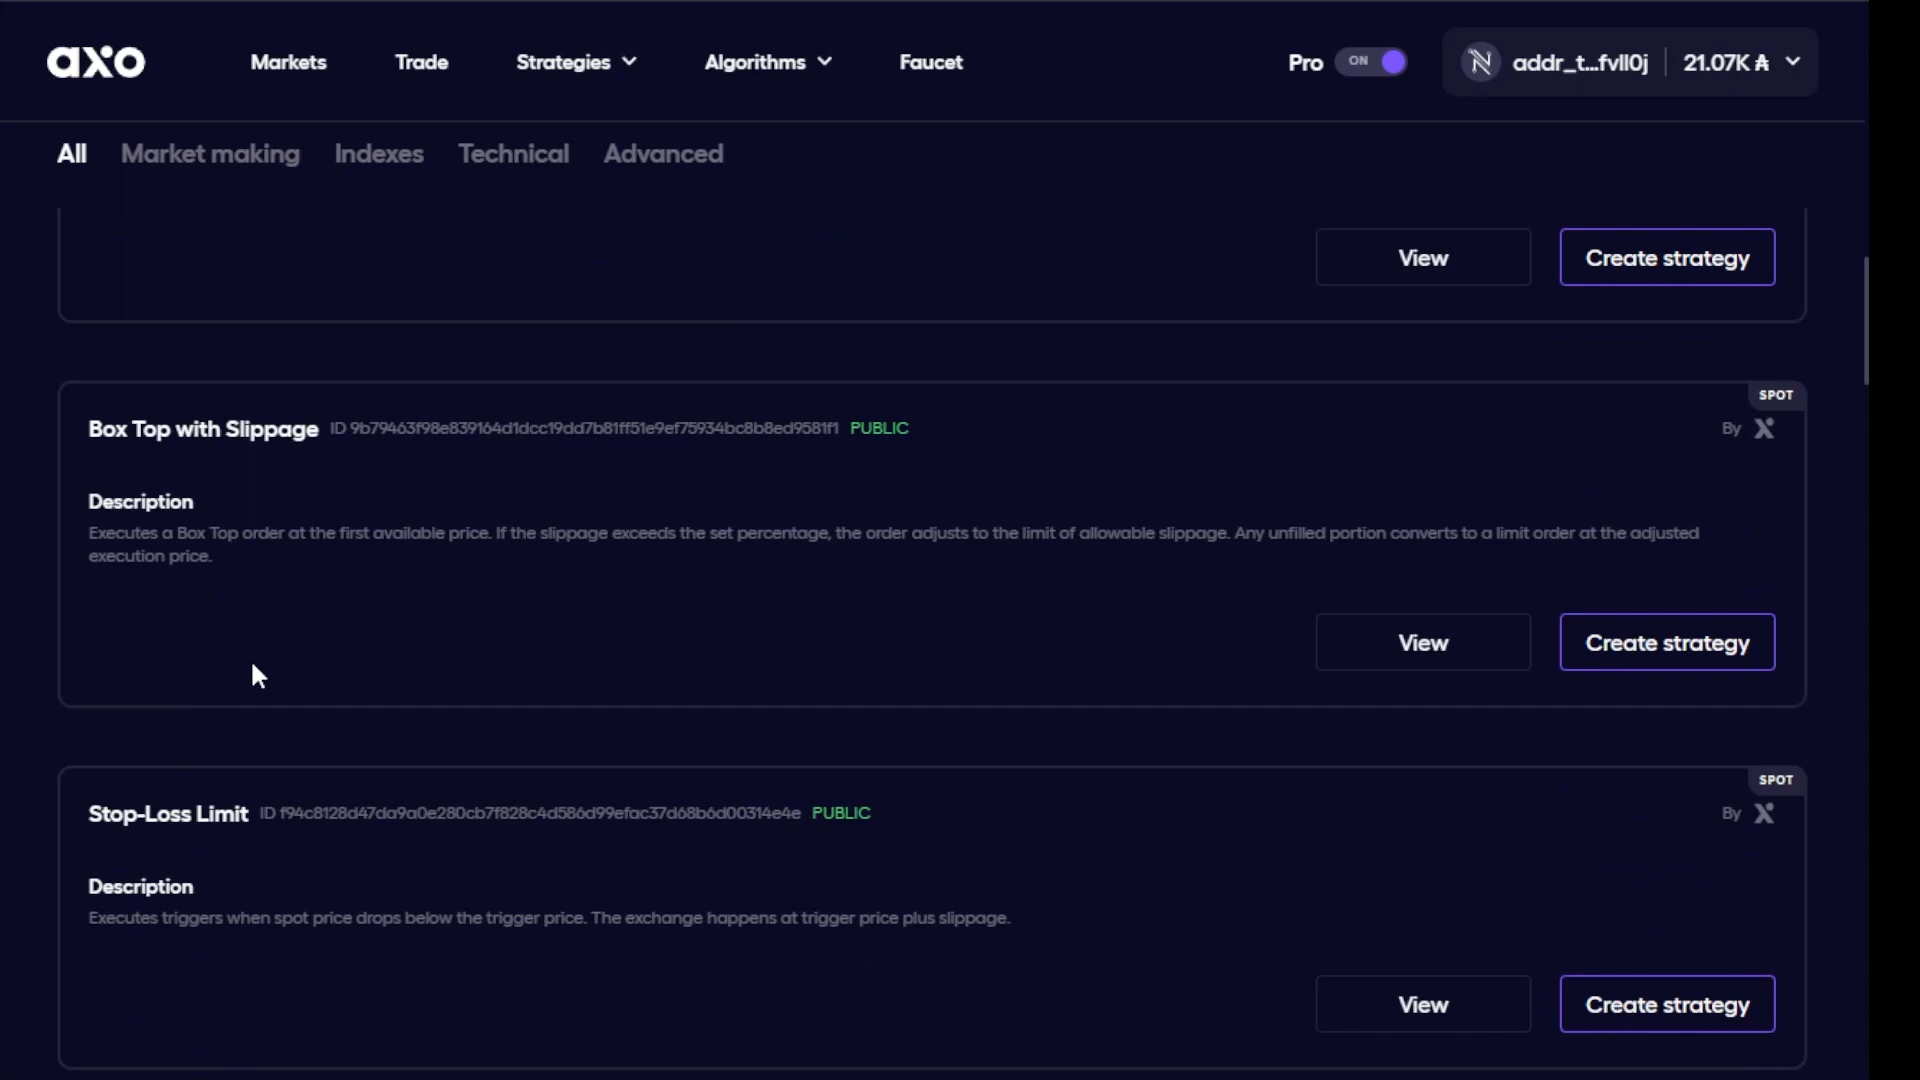 axo
Markets
Trade
Strategies
Algorithms
Faucet
Pro
ON
addr_t...fvll0j
21.07K ₳
All
Market making
Indexes
Technical
Advanced
View
Create strategy
SPOT
Box Top with Slippage ID 9b79463f98e839164d1dcc19dd7b81ff51e9ef75934bc8b8ed9581f1 PUBLIC
By X
Description
Executes a Box Top order at the first available price. If the slippage exceeds the set percentage, the order adjusts to the limit of allowable slippage. Any unfilled portion converts to a limit order at the adjusted
execution price.
View
Create strategy
SPOT
Stop-Loss Limit ID f94c8128d47da9a0e280cb7f828c4d586d99efac37d68b6d00314e4e PUBLIC
By X
Description
Executes triggers when spot price drops below the trigger price. The exchange happens at trigger price plus slippage.
View
Create strategy